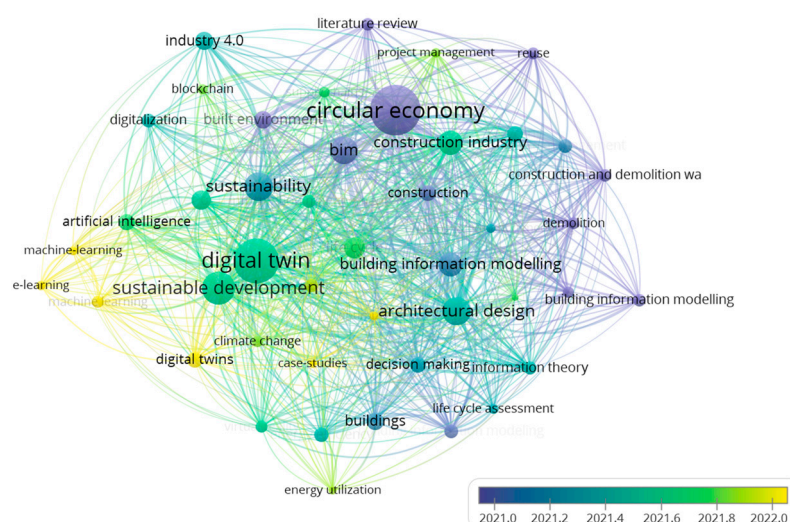 literature review
industry 4.0
project management
reuse
blockchain
circular economy
digitalization
built environment
construction industry
bim
construction and demolition wa
sustainability
construction
artificial intelligence
demolition
machine-learning
digital twin
building information modelling
e-learning
sustainable development
machine learning
building information modelling
architectural design
climate change
digital twins
case-studies
decision making
information theory
life cycle assessment
buildings
energy utilization
2021.0 2021.2 2021.4 2021.6 2021.8 2022.0